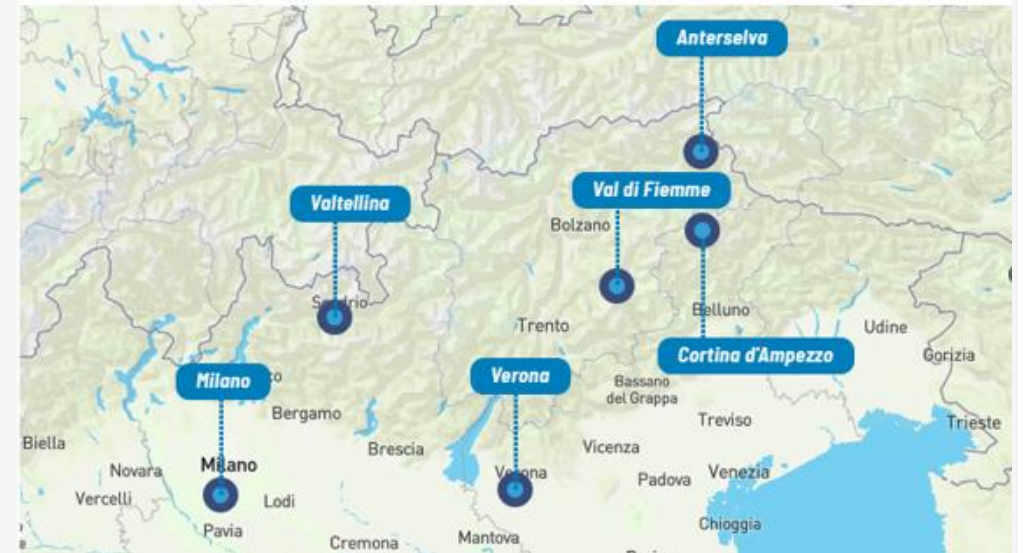 Anterselva
Val di Fiemme
Valtellina
Bolzano
Sondrio
Belluno
Trento
Udine
Cortina d'Ampezzo
Gorizia
Milano
Verona
Bassano
del Grappa
Bergamo
Treviso
Trieste
Biella
Brescia
Vicenza
Milano
Novara
Verona
Padova
Venezia
Vercelli
Lodi
Pavia
Chioggia
Cremona
Mantova